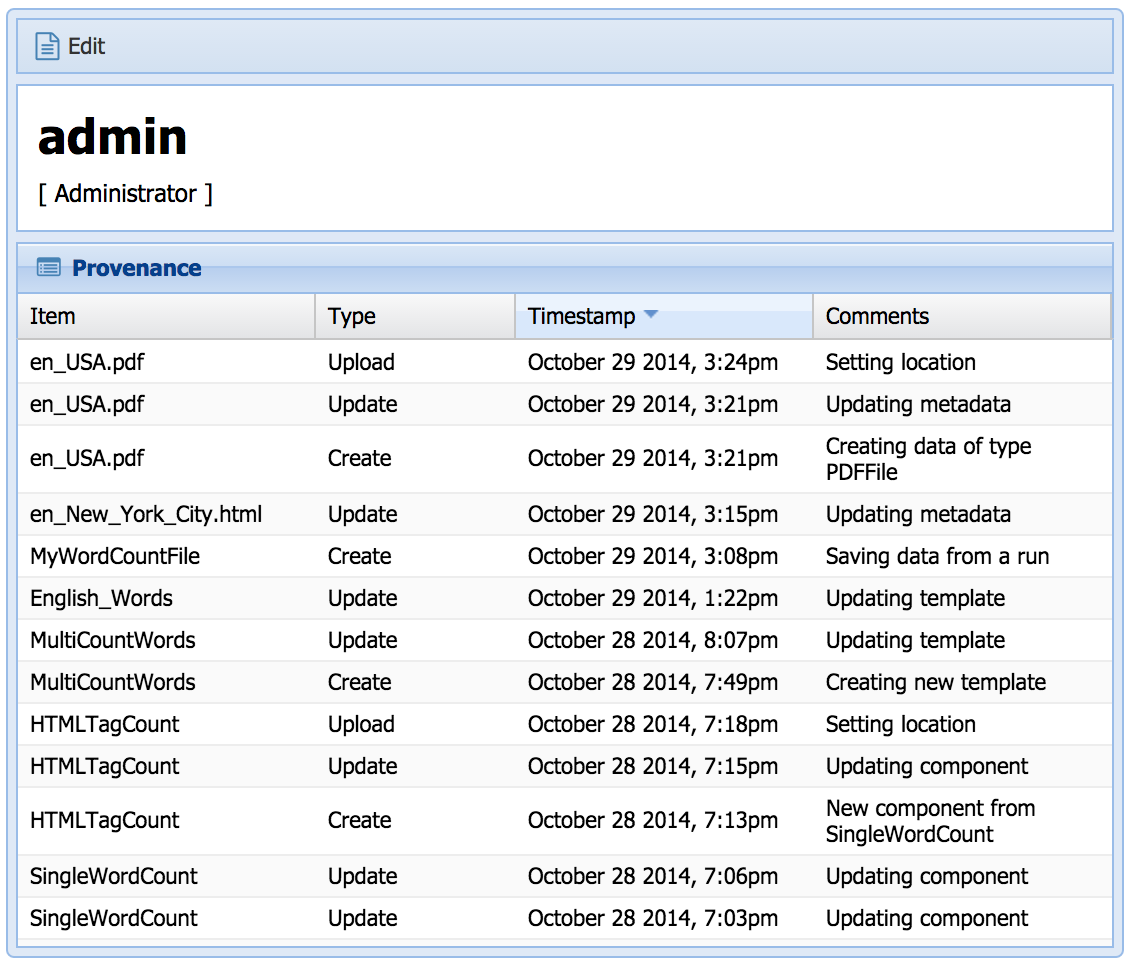 Edit
admin
[ Administrator ]
Provenance
Item Type Timestamp Comments
en_USA.pdf Upload October 29 2014, 3:24pm Setting location
en_USA.pdf Update October 29 2014, 3:21pm Updating metadata
en_USA.pdf Create October 29 2014, 3:21pm Creating data of type
PDFFile
en_New_York_City.html Update October 29 2014, 3:15pm Updating metadata
MyWordCountFile Create October 29 2014, 3:08pm Saving data from a run
English_Words Update October 29 2014, 1:22pm Updating template
MultiCountWords Update October 28 2014, 8:07pm Updating template
MultiCountWords Create October 28 2014, 7:49pm Creating new template
HTMLTagCount Upload October 28 2014, 7:18pm Setting location
HTMLTagCount Update October 28 2014, 7:15pm Updating component
HTMLTagCount Create October 28 2014, 7:13pm New component from
SingleWordCount
SingleWordCount Update October 28 2014, 7:06pm Updating component
SingleWordCount Update October 28 2014, 7:03pm Updating component